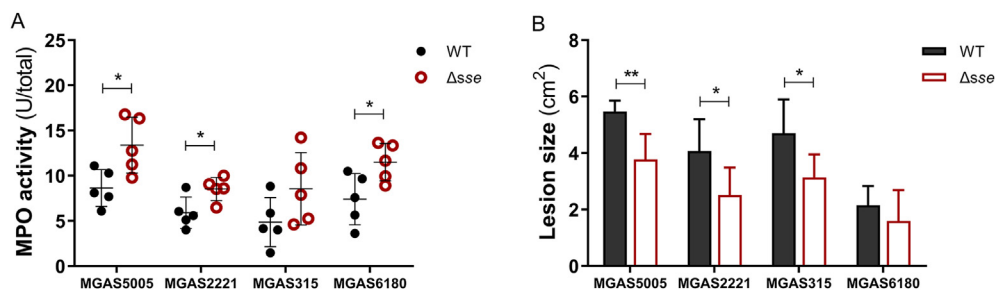 A
MPO activity (U/total)
25
20
15
10
5
0
*
*
*
MGAS5005 MGAS2221 MGAS315 MGAS6180
WT
Δsse
B
Lesion size (cm²)
8
6
4
2
0
**
*
*
MGAS5005 MGAS2221 MGAS315 MGAS6180
WT
Δsse